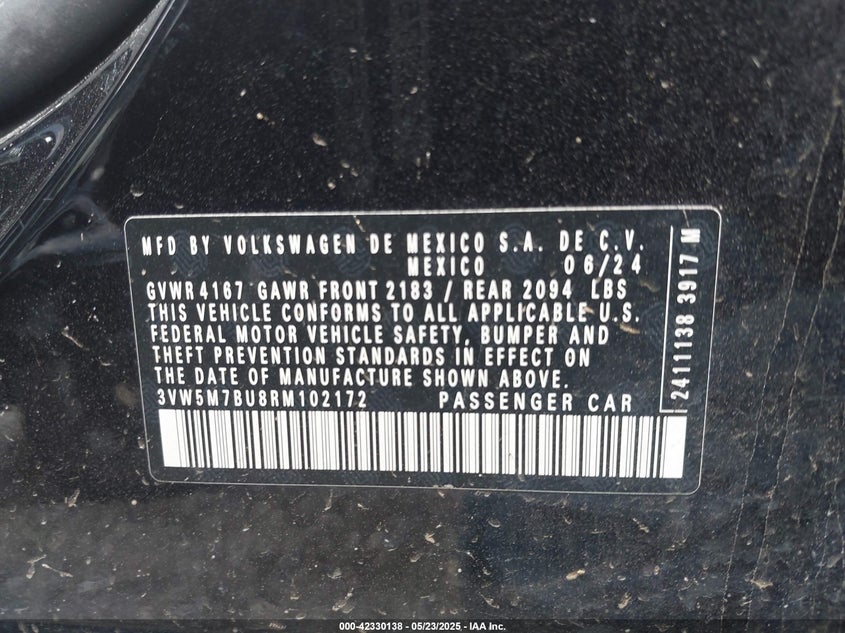 MFD BY VOLKSWAGEN DE MEXICO S.A. DE C.V.
MEXICO 06/24
GVWR 4167 GAWR FRONT 2183 / REAR 2094 LBS
THIS VEHICLE CONFORMS TO ALL APPLICABLE U.S.
FEDERAL MOTOR VEHICLE SAFETY, BUMPER AND
THEFT PREVENTION STANDARDS IN EFFECT ON
THE DATE OF MANUFACTURE SHOWN ABOVE.
3VW5M7BU8RM102172 PASSENGER CAR
2411138 3917 M
000-42330138 - 05/23/2025 - IAA Inc.